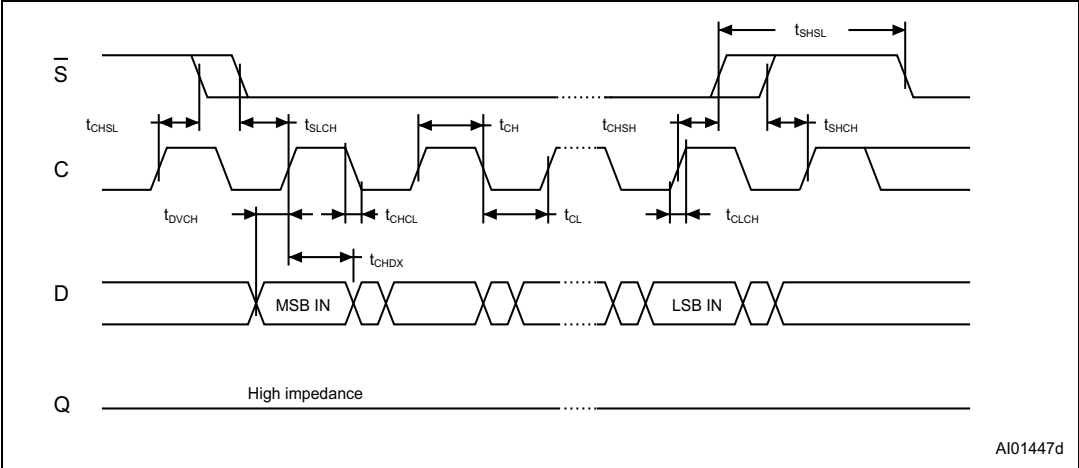 tSHSL
S
tCHSL
tSLCH
tCH
tCHSH
tSHCH
C
tDVCH
tCHCL
tCL
tCLCH
tCHDX
D
MSB IN
LSB IN
High impedance
Q
AI01447d